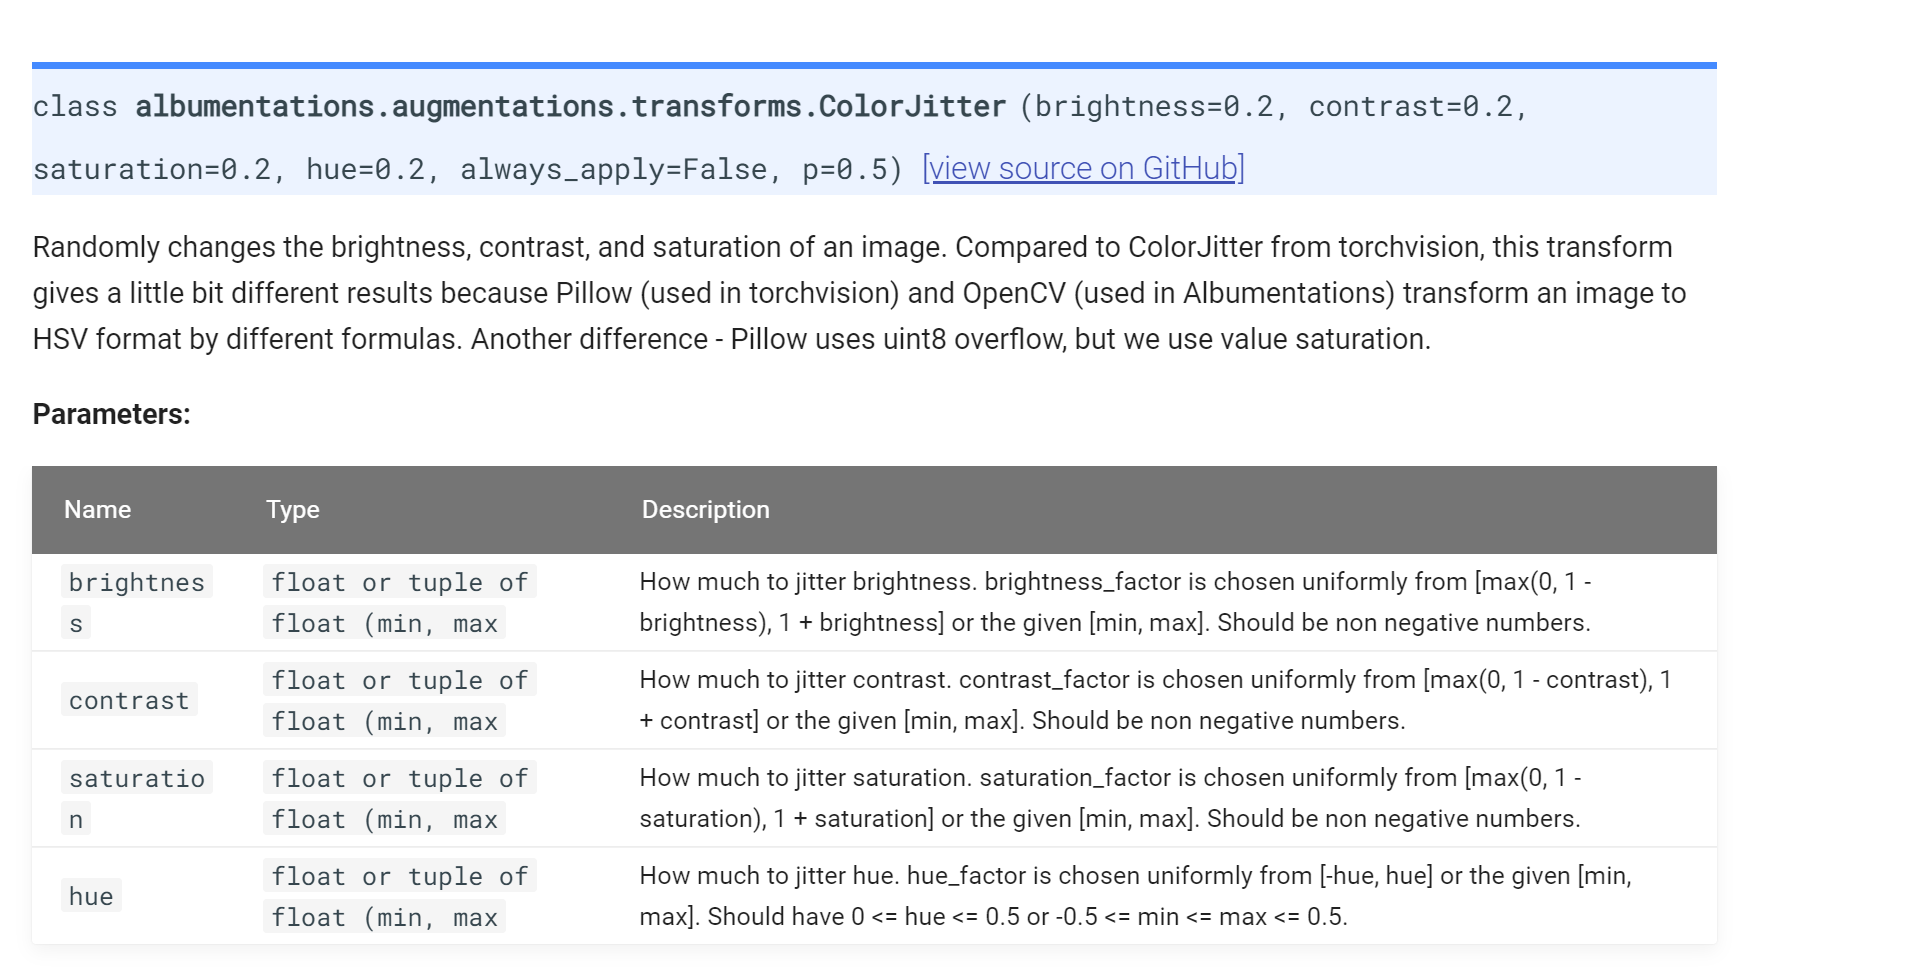 class albumentations.augmentations.transforms.ColorJitter (brightness=0.2, contrast=0.2,
saturation=0.2, hue=0.2, always_apply=False, p=0.5) [view source on GitHub]
Randomly changes the brightness, contrast, and saturation of an image. Compared to ColorJitter from torchvision, this transform
gives a little bit different results because Pillow (used in torchvision) and OpenCV (used in Albumentations) transform an image to
HSV format by different formulas. Another difference - Pillow uses uint8 overflow, but we use value saturation.
Parameters:
Name Type Description
brightnes float or tuple of How much to jitter brightness. brightness_factor is chosen uniformly from [max(0, 1 -
s float (min, max brightness), 1 + brightness] or the given [min, max]. Should be non negative numbers.
contrast
float or tuple of How much to jitter contrast. contrast_factor is chosen uniformly from [max(0, 1 - contrast), 1
float (min, max + contrast] or the given [min, max]. Should be non negative numbers.
saturatio float or tuple of How much to jitter saturation. saturation_factor is chosen uniformly from [max(0, 1 -
n float (min, max saturation), 1 + saturation] or the given [min, max]. Should be non negative numbers.
hue
float or tuple of How much to jitter hue. hue_factor is chosen uniformly from [-hue, hue] or the given [min,
float (min, max max]. Should have 0 <= hue <= 0.5 or -0.5 <= min <= max <= 0.5.